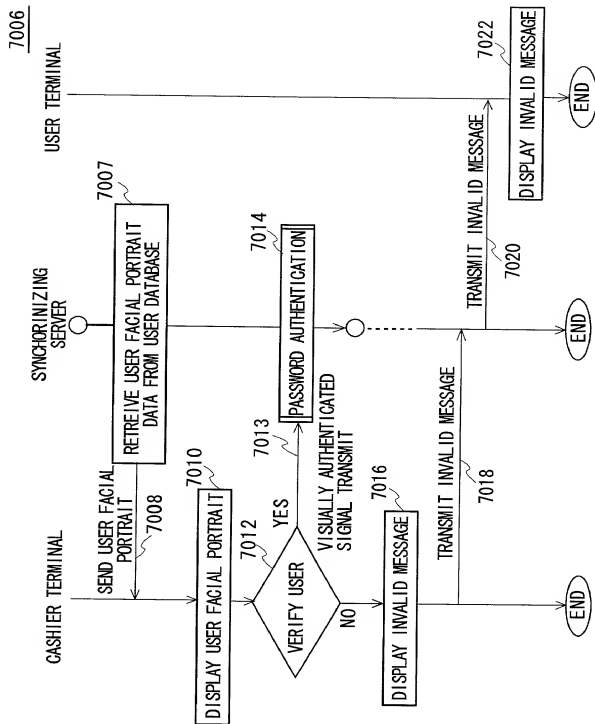 7006
CASHIER TERMINAL
SYNCHORINIZING
SERVER
USER TERMINAL
7007
RETREIVE USER FACIAL PORTRAIT
DATA FROM USER DATABASE
SEND USER FACIAL
PORTRAIT
7008
7010
DISPLAY USER FACIAL PORTRAIT
7012
VERIFY USER
YES
7013
VISUALLY AUTHENTICATED
SIGNAL TRANSMIT
7014
PASSWORD AUTHENTICATION
NO
7016
DISPLAY INVALID MESSAGE
TRANSMIT INVALID MESSAGE
7018
TRANSMIT INVALID MESSAGE
7020
7022
DISPLAY INVALID MESSAGE
END
END
END